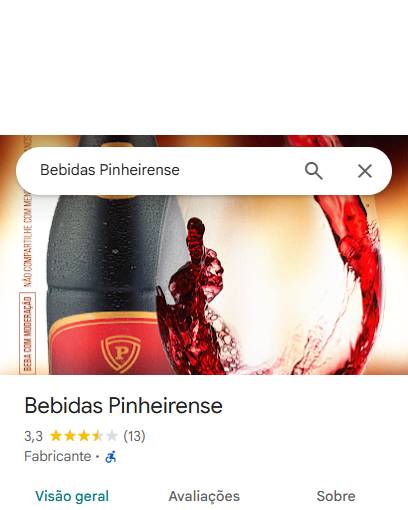 Bebidas Pinheirense
BEBA COM MODERAÇÃO
NÃO COMPARTILHE COM MEN
P
Bebidas Pinheirense
3,3 (13)
Fabricante ·
Visão geral
Avaliações
Sobre